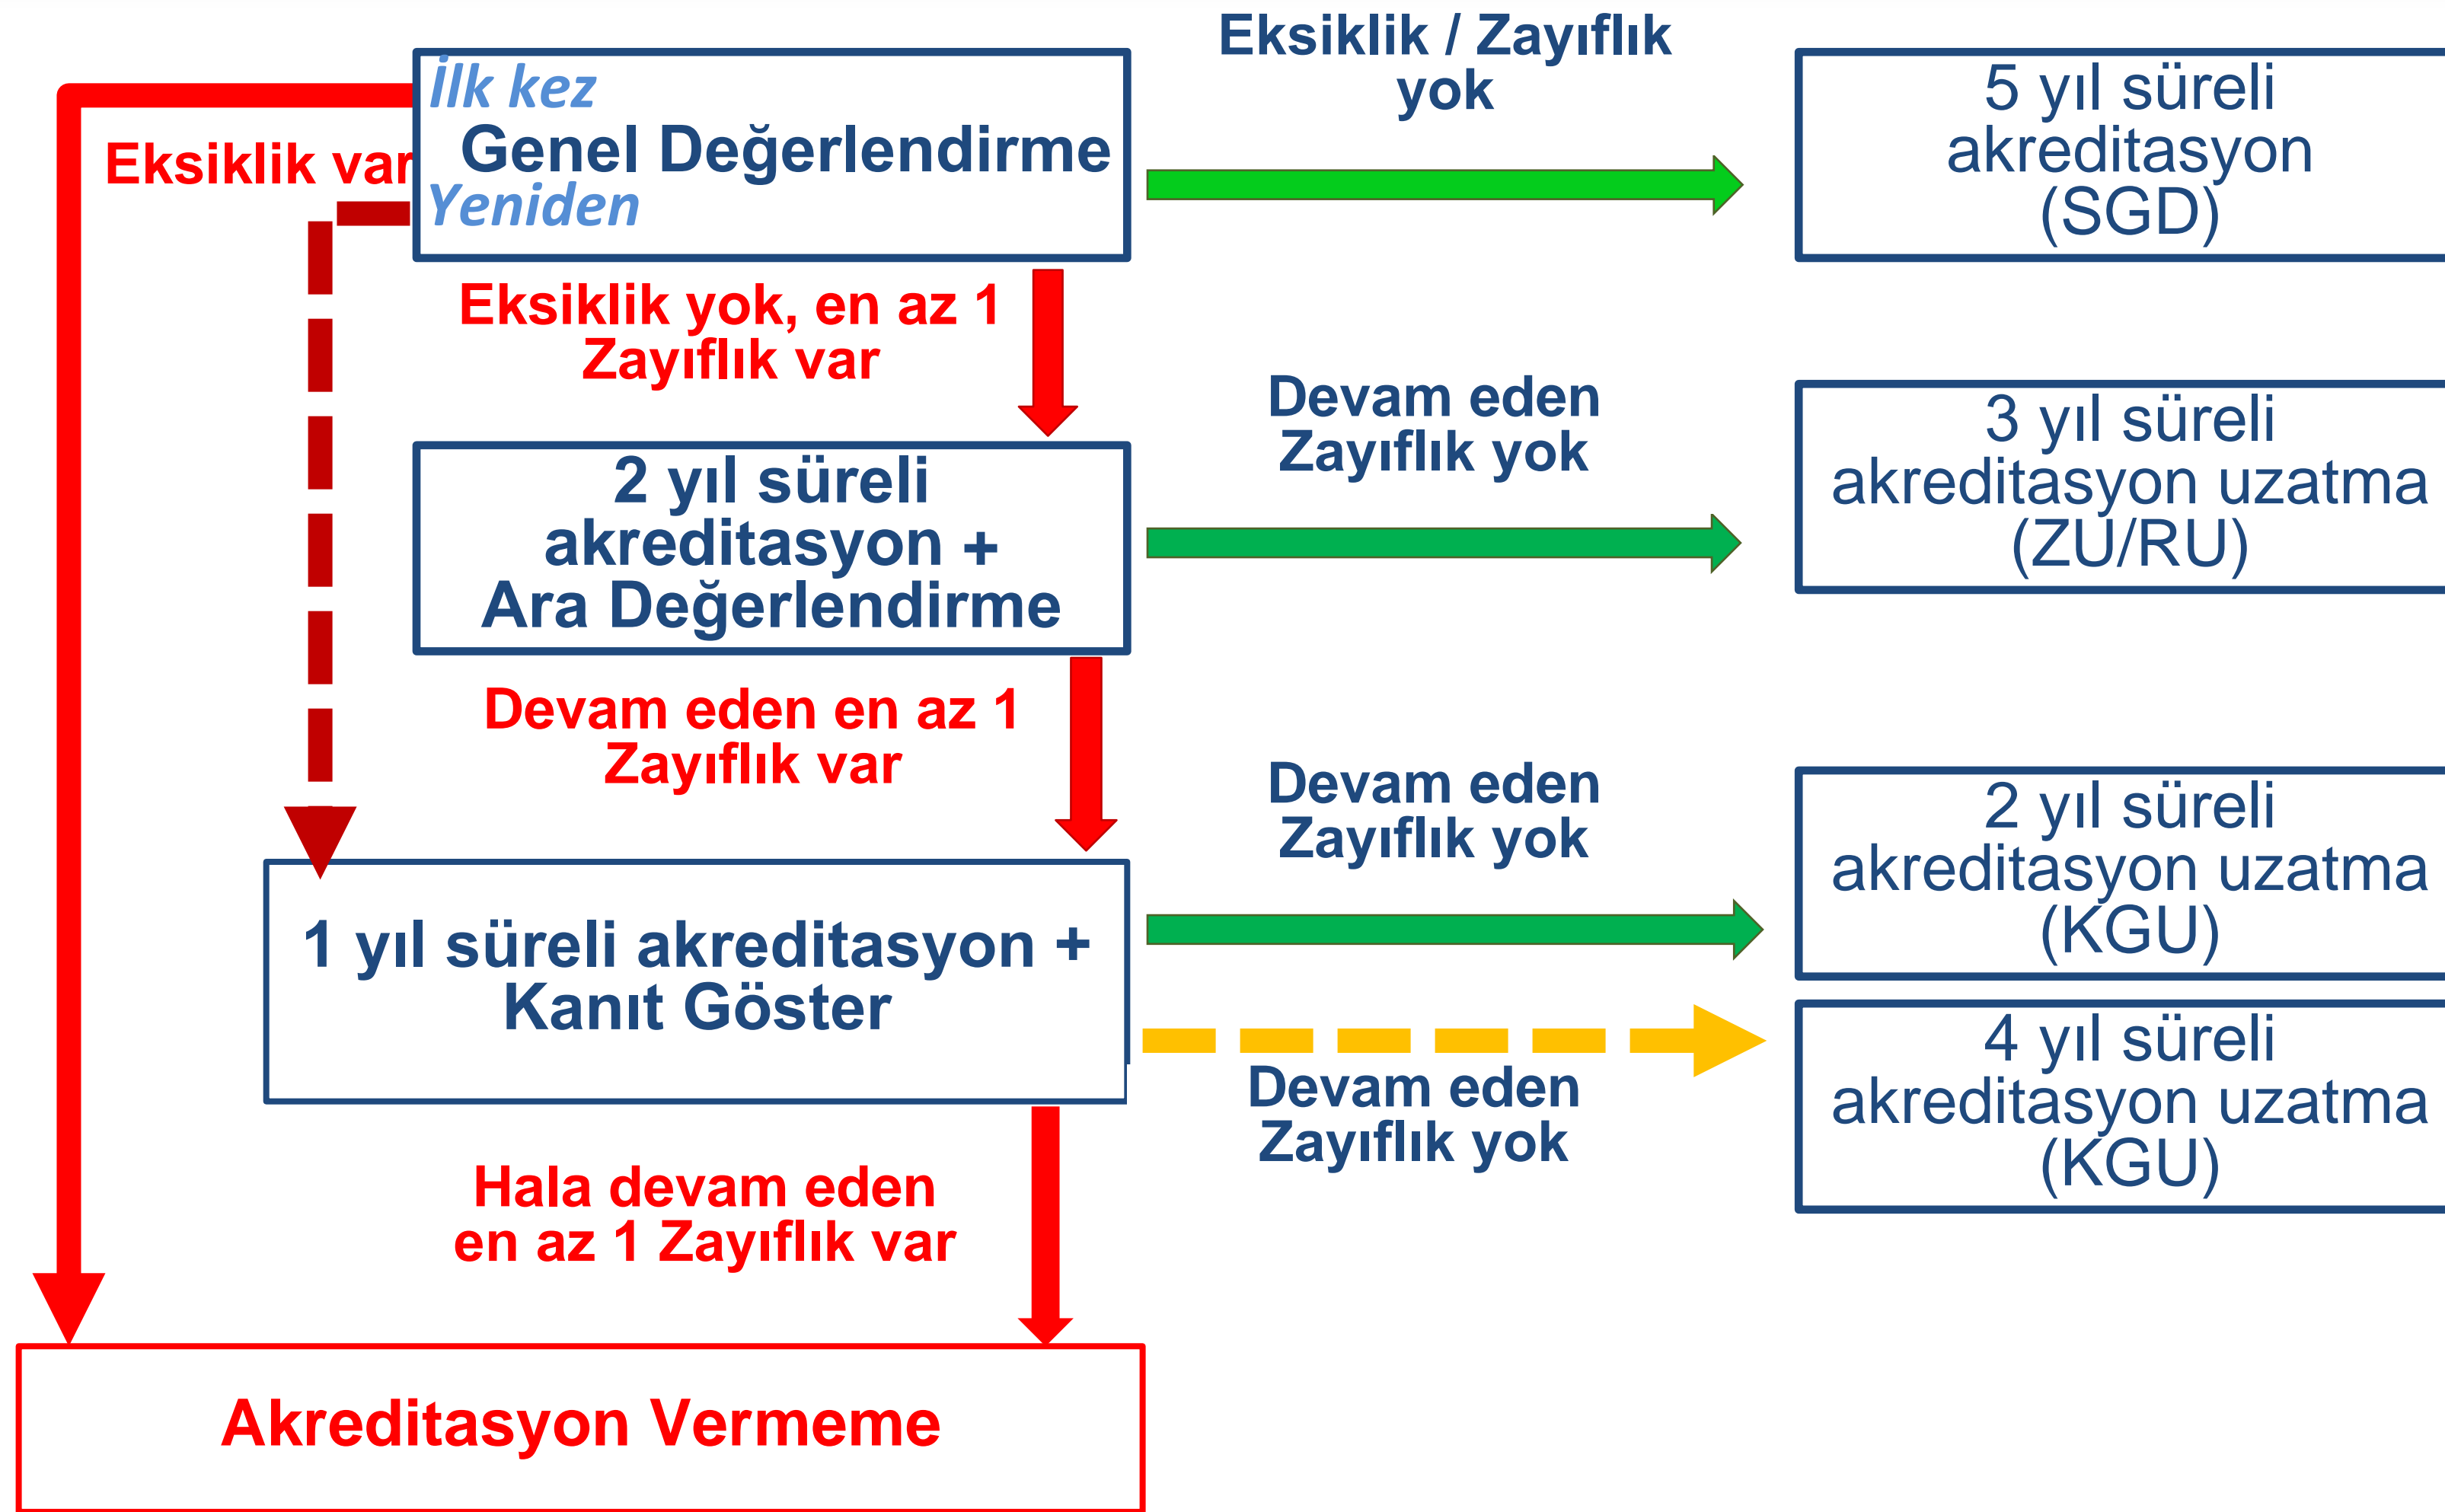 Eksiklik / Zayıflık
yok
İlk kez
Genel Değerlendirme
Yeniden
Eksiklik var
5 yıl süreli
akreditasyon
(SGD)
Eksiklik yok, en az 1
Zayıflık var
Devam eden
Zayıflık yok
2 yıl süreli
akreditasyon +
Ara Değerlendirme
3 yıl süreli
akreditasyon uzatma
(ZU/RU)
Devam eden en az 1
Zayıflık var
Devam eden
Zayıflık yok
2 yıl süreli
akreditasyon uzatma
(KGU)
1 yıl süreli akreditasyon +
Kanıt Göster
Devam eden
Zayıflık yok
4 yıl süreli
akreditasyon uzatma
(KGU)
Hala devam eden
en az 1 Zayıflık var
Akreditasyon Vermeme